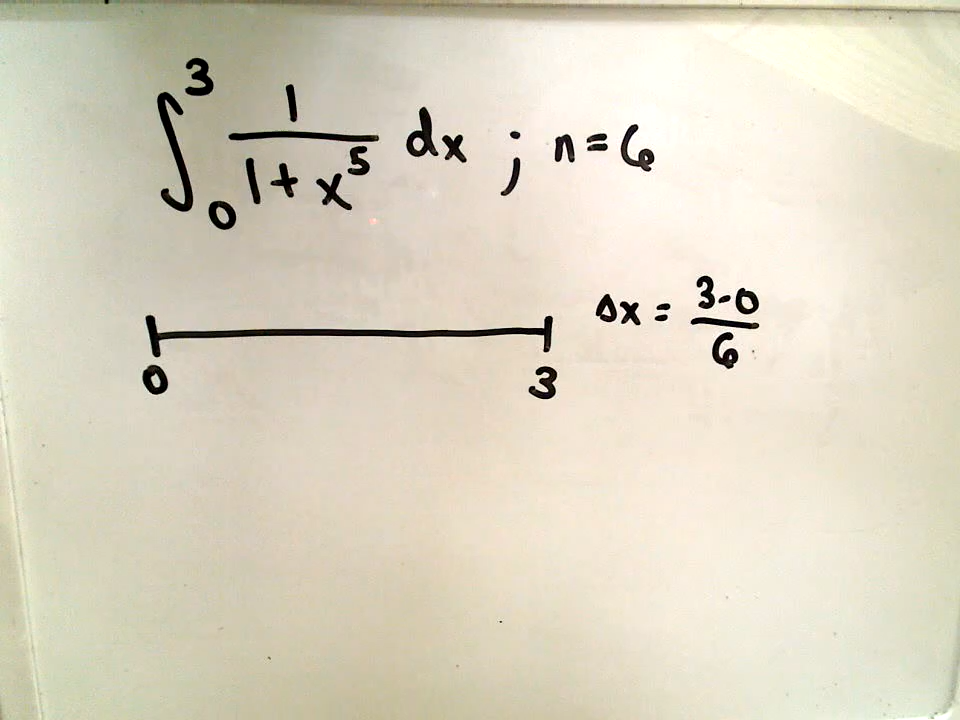 ∫₀³ 1/(1+x⁵) dx ; n=6
Δx = (3-0)/6
0 3